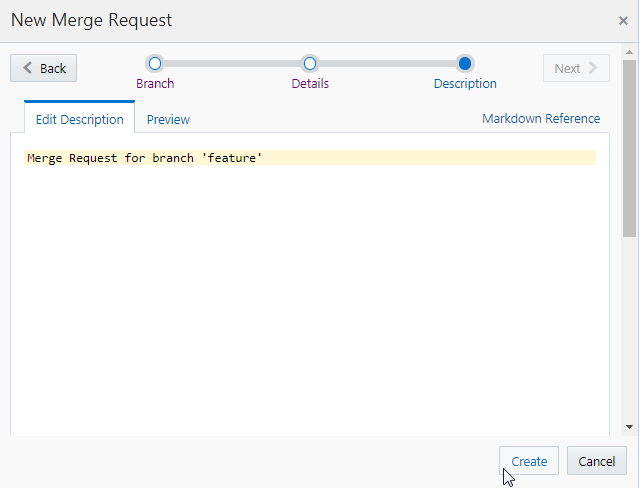 New Merge Request ×
Back
Next
Branch
Details
Description
Edit Description
Preview
Markdown Reference
Merge Request for branch 'feature'
Create
Cancel